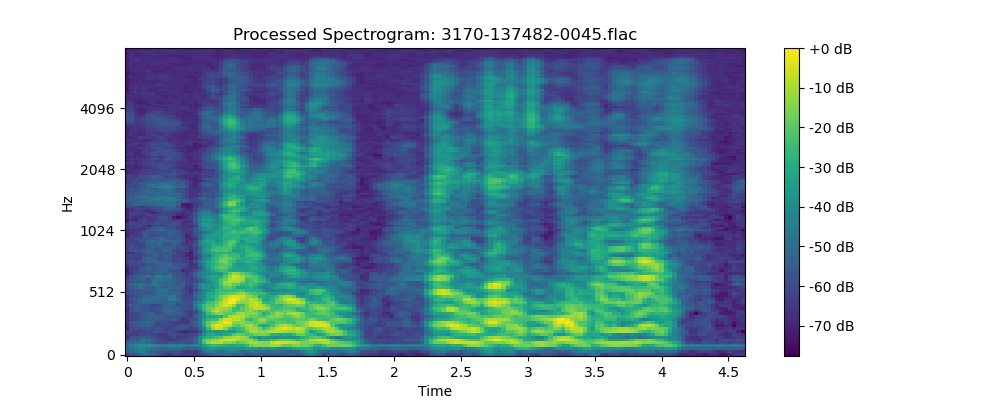 Processed Spectrogram: 3170-137482-0045.flac
+0 dB
-10 dB
-20 dB
-30 dB
-40 dB
-50 dB
-60 dB
-70 dB
4096
2048
1024
512
0
Hz
0 0.5 1 1.5 2 2.5 3 3.5 4 4.5
Time